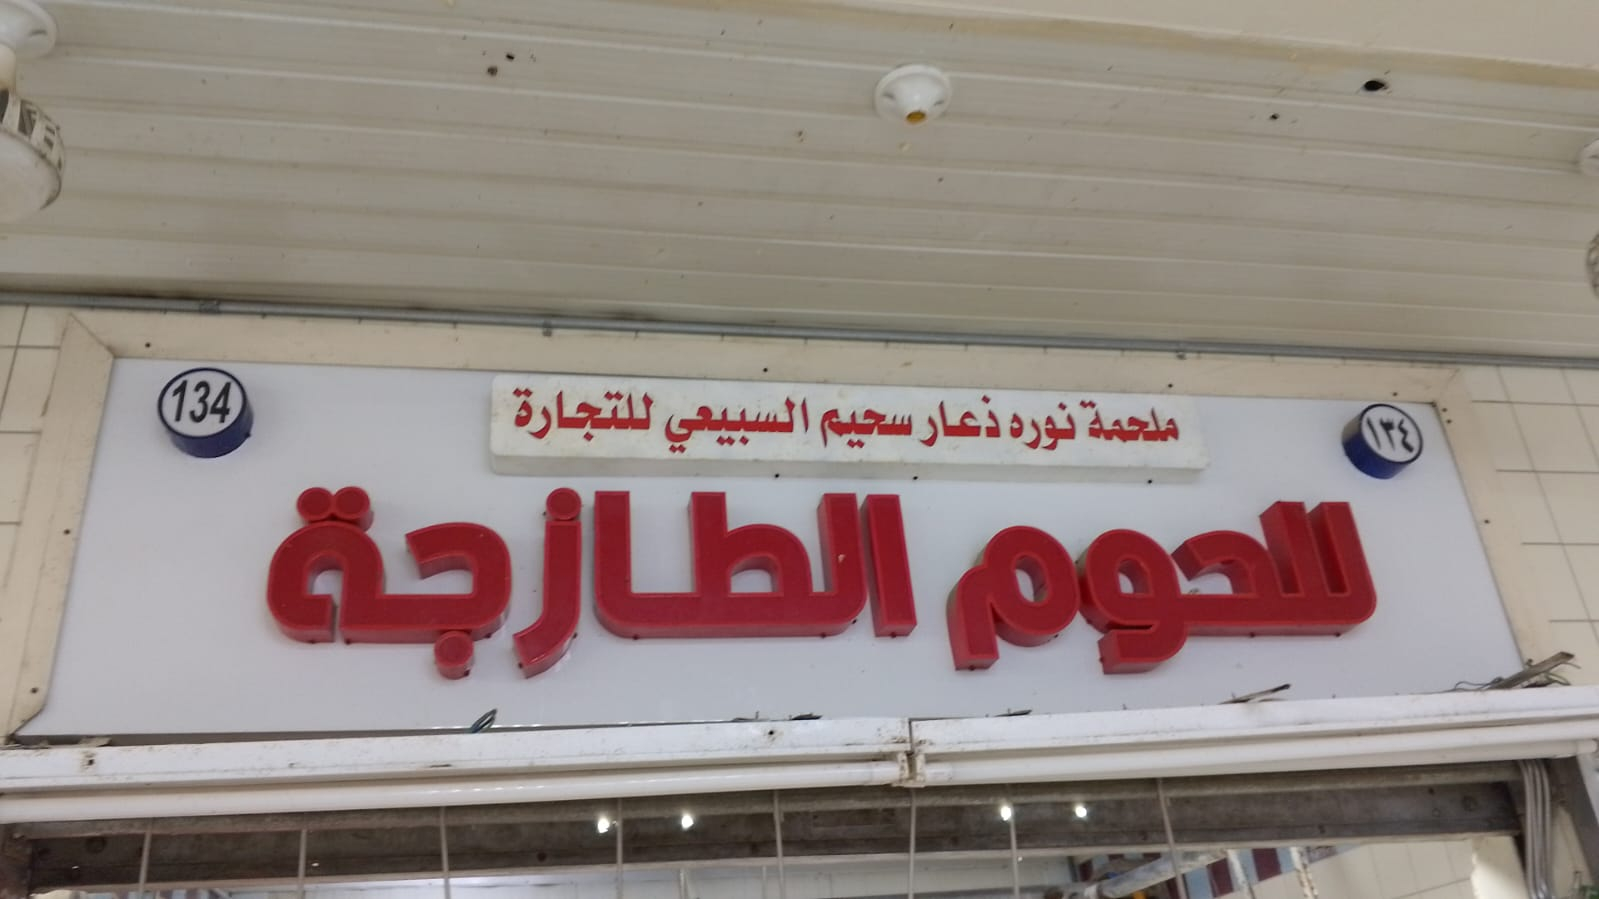 134
ملحمة نوره ذعار سحيم السبيعي للتجارة
١٣٤
للحوم الطازجة